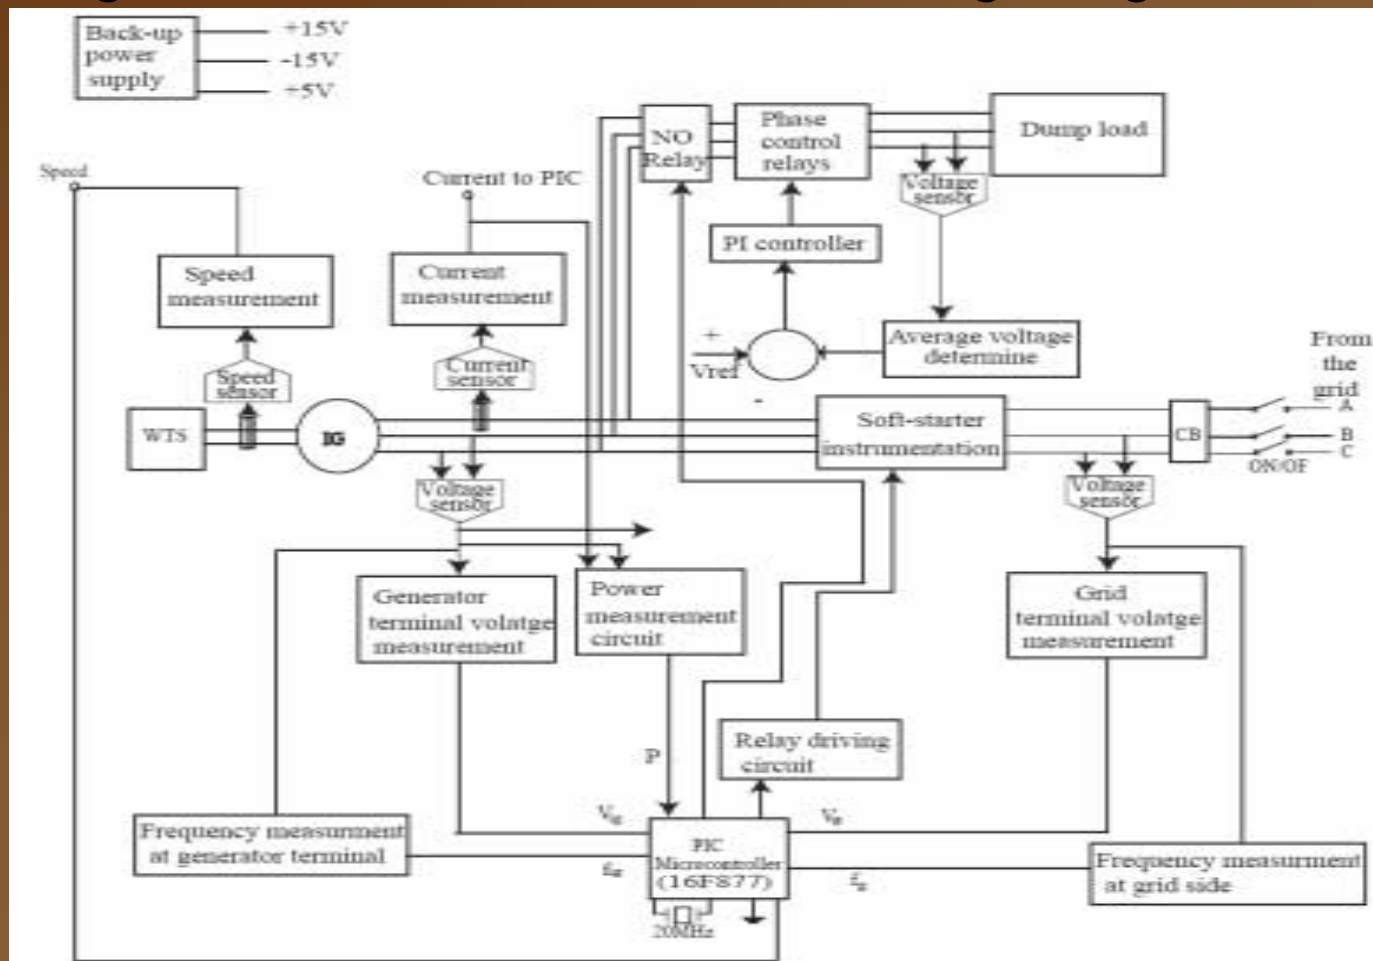 Back-up
power
supply
+15V
-15V
+5V
NO
Relay
Phase
control
relays
Dump load
Speed
Current to PIC
Voltage
sensor
PI controller
Speed
measurement
Current
measurement
+
Vref
-
Average voltage
determine
From
the
grid
Speed
sensor
Current
sensor
WTS
IG
Soft-starter
instrumentation
CB
A
B
C
ON/OF
Voltage
sensor
Voltage
sensor
Generator
terminal volatge
measurement
Power
measurement
circuit
Grid
terminal volatge
measurement
P
Relay driving
circuit
Frequency measurment
at generator terminal
PIC
Microcontroller
(16F877)
20MHz
Frequency measurment
at grid side